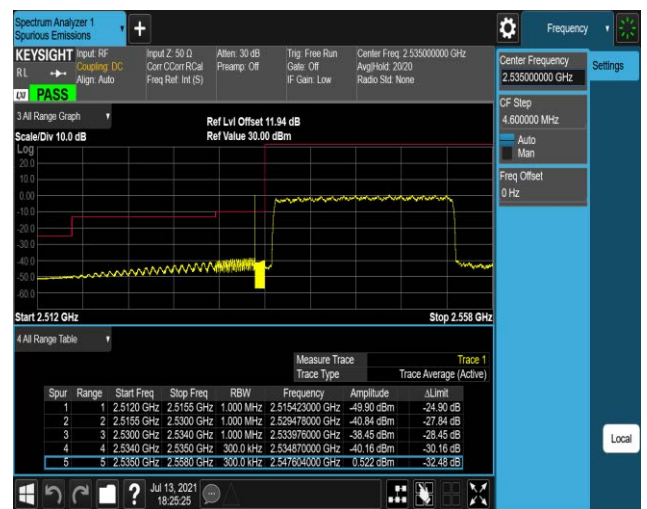 Spectrum Analyzer 1
Spurious Emissions
Frequency
KEYSIGHT
RL
Input: RF
Coupling: DC
Align: Auto
Input Z: 50 Ω
Corr CCorr RCal
Freq Ref: Int (S)
Atten: 30 dB
Preamp: Off
Trig: Free Run
Gate: Off
IF Gain: Low
Center Freq: 2.535000000 GHz
Avg|Hold: 20/20
Radio Std: None
LXI PASS
Center Frequency
2.535000000 GHz
Settings
CF Step
4.600000 MHz
Auto
Man
Freq Offset
0 Hz
3 All Range Graph
Scale/Div 10.0 dB
Ref Lvl Offset 11.94 dB
Ref Value 30.00 dBm
Log
20.0
10.0
0.00
-10.0
-20.0
-30.0
-40.0
-50.0
-60.0
Start 2.512 GHz
Stop 2.558 GHz
4 All Range Table
Measure Trace Trace 1
Trace Type Trace Average (Active)
Spur Range Start Freq Stop Freq RBW Frequency Amplitude ΔLimit
1 1 2.5120 GHz 2.5155 GHz 1.000 MHz 2.515423000 GHz -49.90 dBm -24.90 dB
2 2 2.5155 GHz 2.5300 GHz 1.000 MHz 2.529478000 GHz -40.84 dBm -27.84 dB
3 3 2.5300 GHz 2.5340 GHz 1.000 MHz 2.533976000 GHz -38.45 dBm -28.45 dB
4 4 2.5340 GHz 2.5350 GHz 300.0 kHz 2.534870000 GHz -40.16 dBm -30.16 dB
5 5 2.5350 GHz 2.5580 GHz 300.0 kHz 2.547604000 GHz 0.522 dBm -32.48 dB
Local
?
Jul 13, 2021
18:25:25